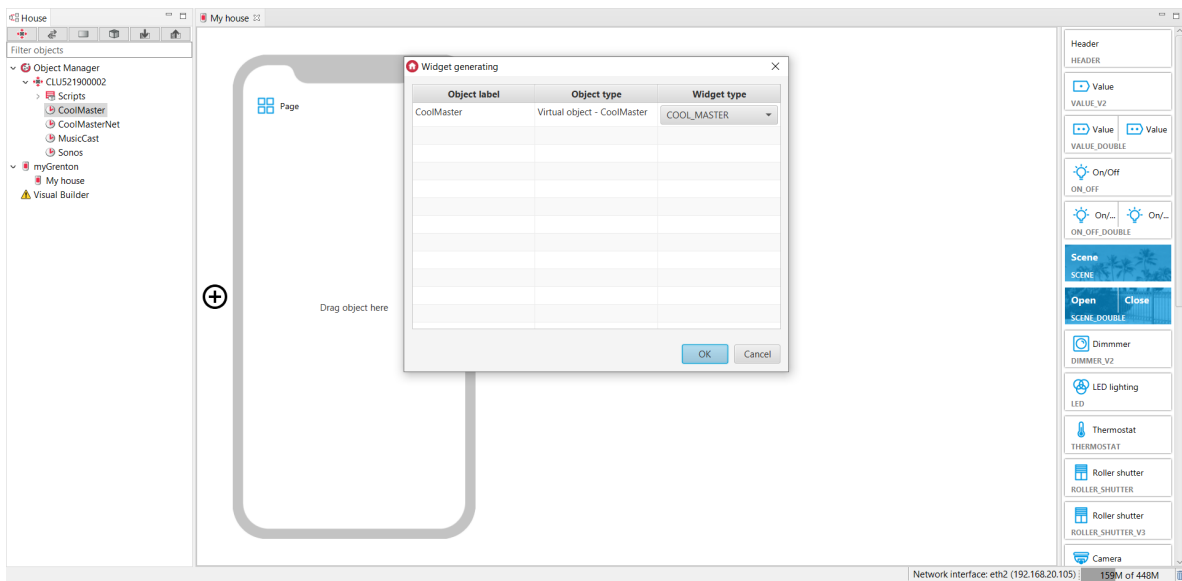 House
My house
Filter objects
Object Manager
CLU521900002
Scripts
CoolMaster
CoolMasterNet
MusicCast
Sonos
myGrenton
My house
Visual Builder
Page
Drag object here
Widget generating
Object label Object type Widget type
CoolMaster Virtual object - CoolMaster COOL_MASTER
OK Cancel
Header
HEADER
Value
VALUE_V2
Value Value
VALUE_DOUBLE
On/Off
ON_OFF
On/... On/...
ON_OFF_DOUBLE
Scene
SCENE
Open Close
SCENE_DOUBLE
Dimmmer
DIMMER_V2
LED lighting
LED
Thermostat
THERMOSTAT
Roller shutter
ROLLER_SHUTTER
Roller shutter
ROLLER_SHUTTER_V3
Camera
Network interface: eth2 (192.168.20.105) 159M of 448M